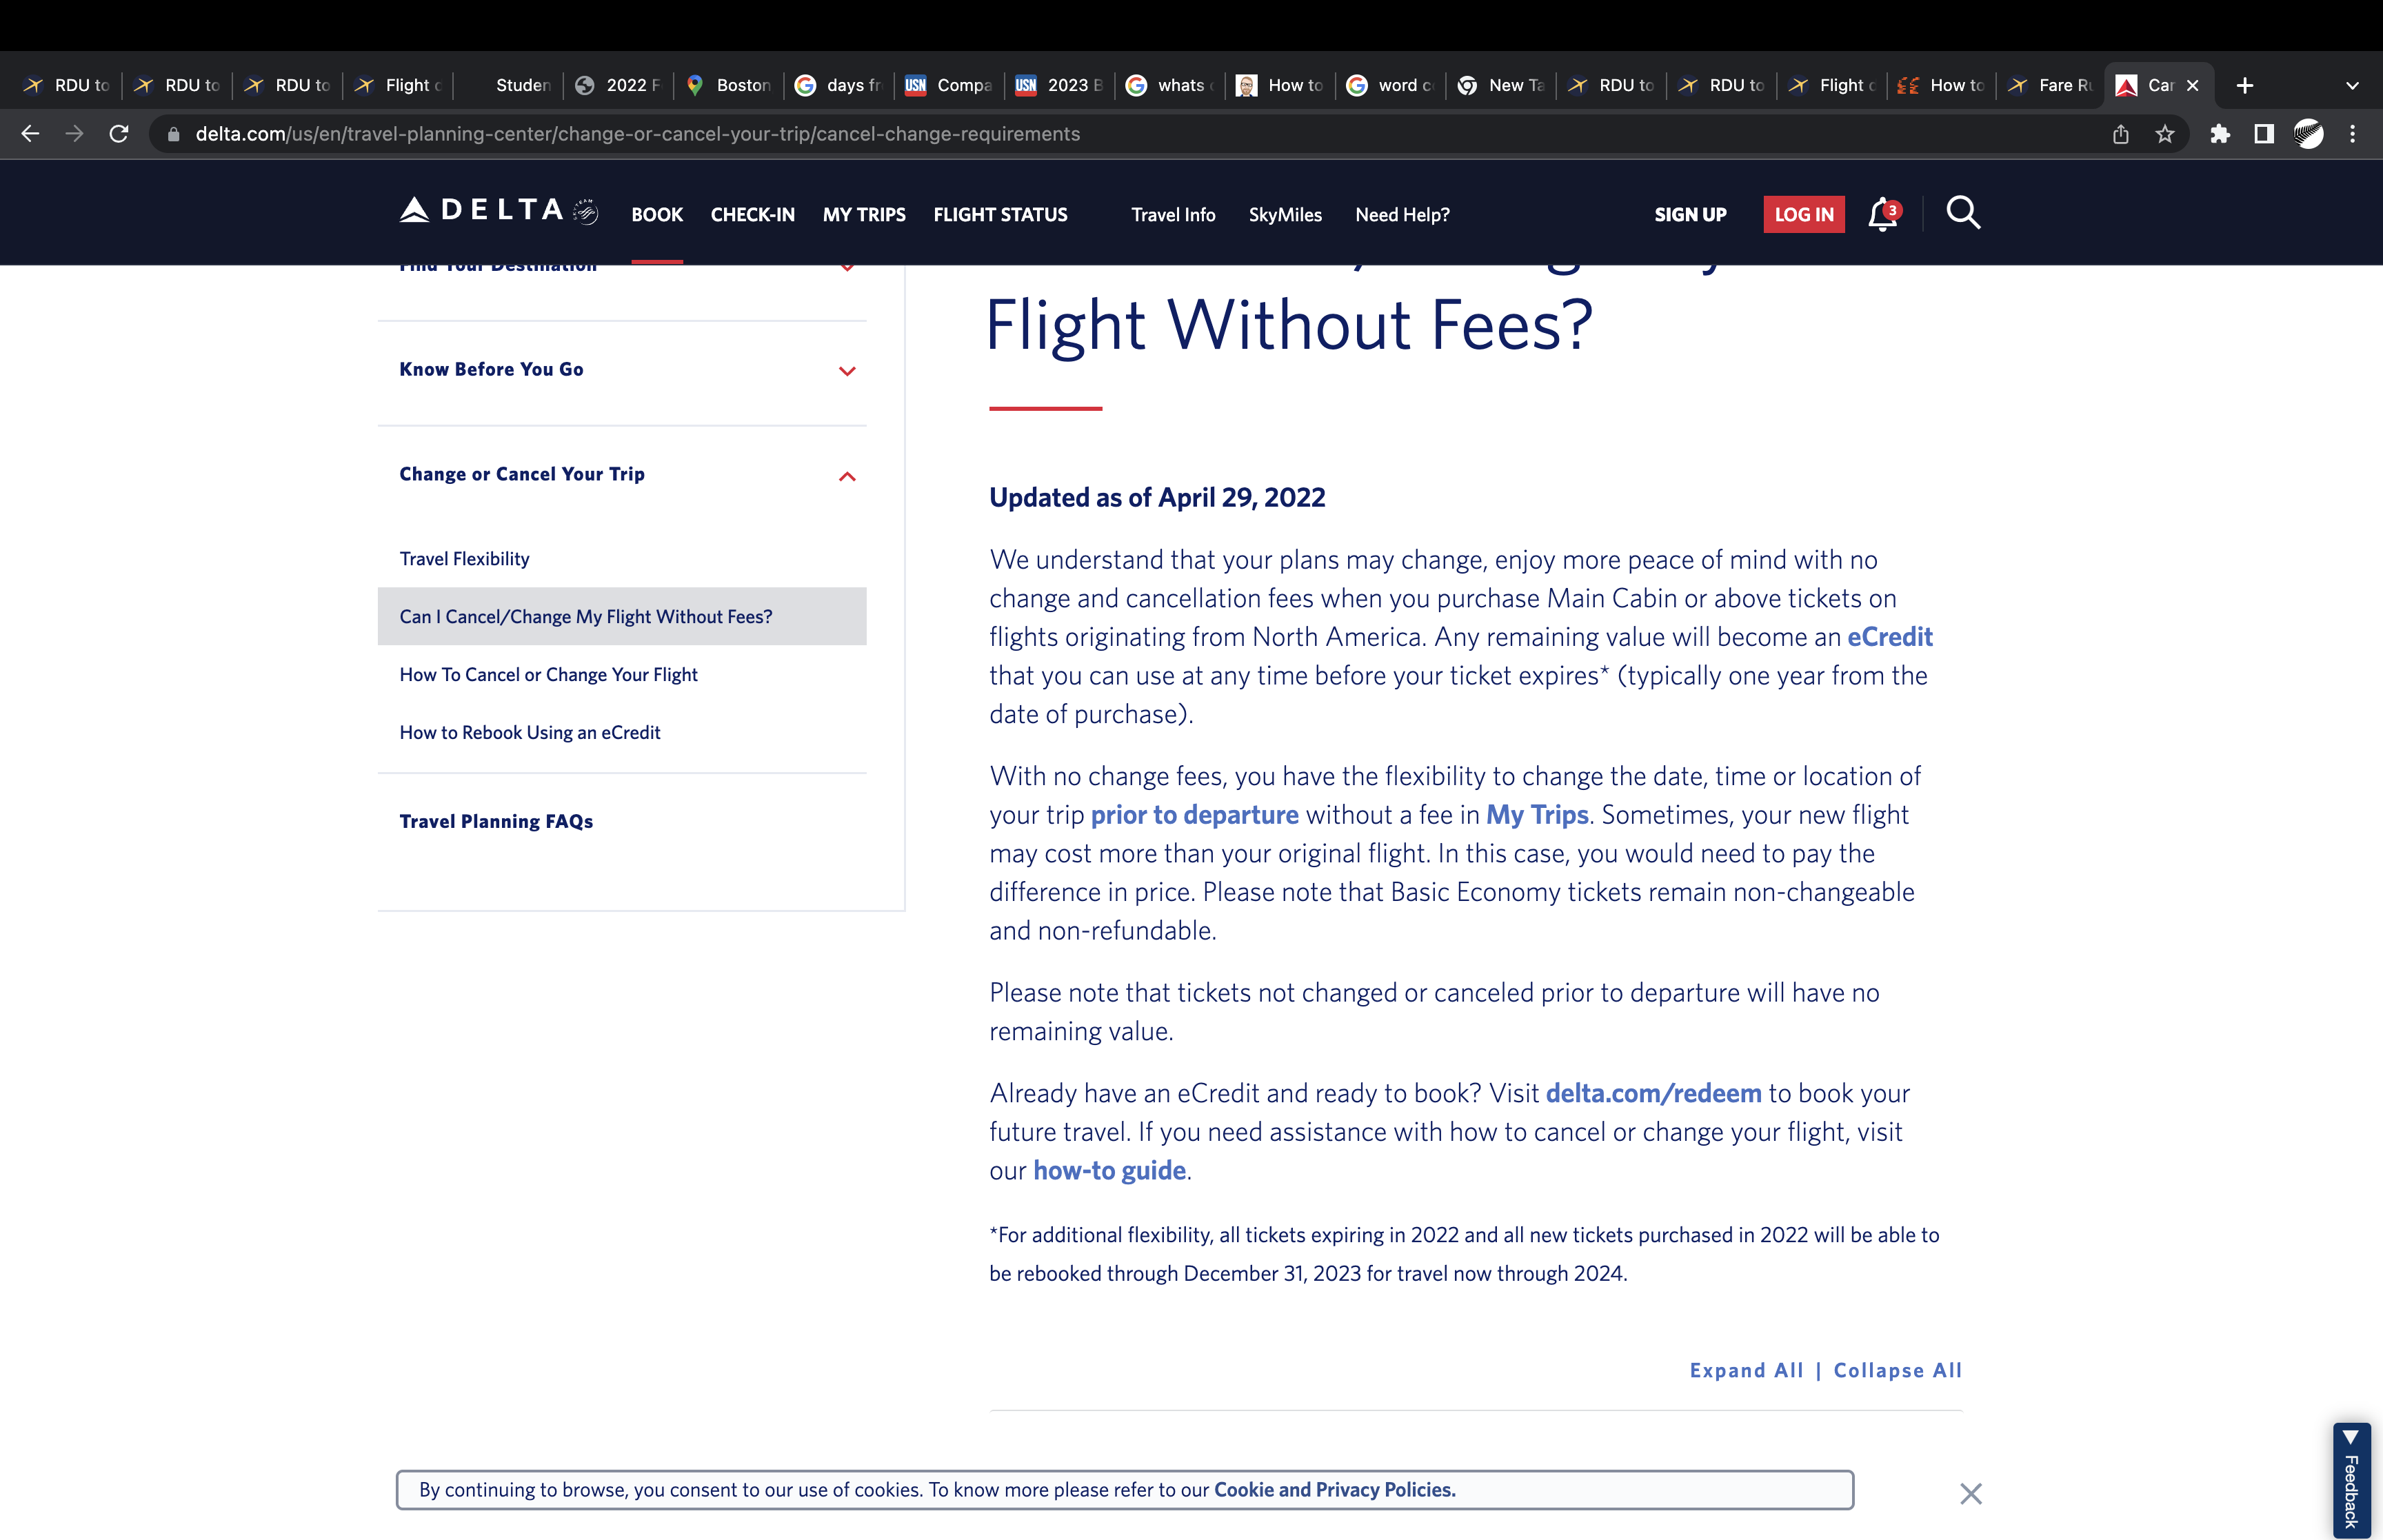 RDU to
RDU to
RDU to
Flight
Studen
2022 F
Boston
days fr
USN Compa
USN 2023 B
whats
How to
word c
New Ta
RDU to
RDU to
Flight
How to
Fare Ru
Car
delta.com/us/en/travel-planning-center/change-or-cancel-your-trip/cancel-change-requirements
DELTA
BOOK
CHECK-IN
MY TRIPS
FLIGHT STATUS
Travel Info
SkyMiles
Need Help?
SIGN UP
LOG IN
3
Find Your Destination
Know Before You Go
Change or Cancel Your Trip
Travel Flexibility
Can I Cancel/Change My Flight Without Fees?
How To Cancel or Change Your Flight
How to Rebook Using an eCredit
Travel Planning FAQs
Flight Without Fees?
Updated as of April 29, 2022
We understand that your plans may change, enjoy more peace of mind with no
change and cancellation fees when you purchase Main Cabin or above tickets on
flights originating from North America. Any remaining value will become an eCredit
that you can use at any time before your ticket expires* (typically one year from the
date of purchase).
With no change fees, you have the flexibility to change the date, time or location of
your trip prior to departure without a fee in My Trips. Sometimes, your new flight
may cost more than your original flight. In this case, you would need to pay the
difference in price. Please note that Basic Economy tickets remain non-changeable
and non-refundable.
Please note that tickets not changed or canceled prior to departure will have no
remaining value.
Already have an eCredit and ready to book? Visit delta.com/redeem to book your
future travel. If you need assistance with how to cancel or change your flight, visit
our how-to guide.
*For additional flexibility, all tickets expiring in 2022 and all new tickets purchased in 2022 will be able to
be rebooked through December 31, 2023 for travel now through 2024.
Expand All | Collapse All
By continuing to browse, you consent to our use of cookies. To know more please refer to our Cookie and Privacy Policies.
Feedback